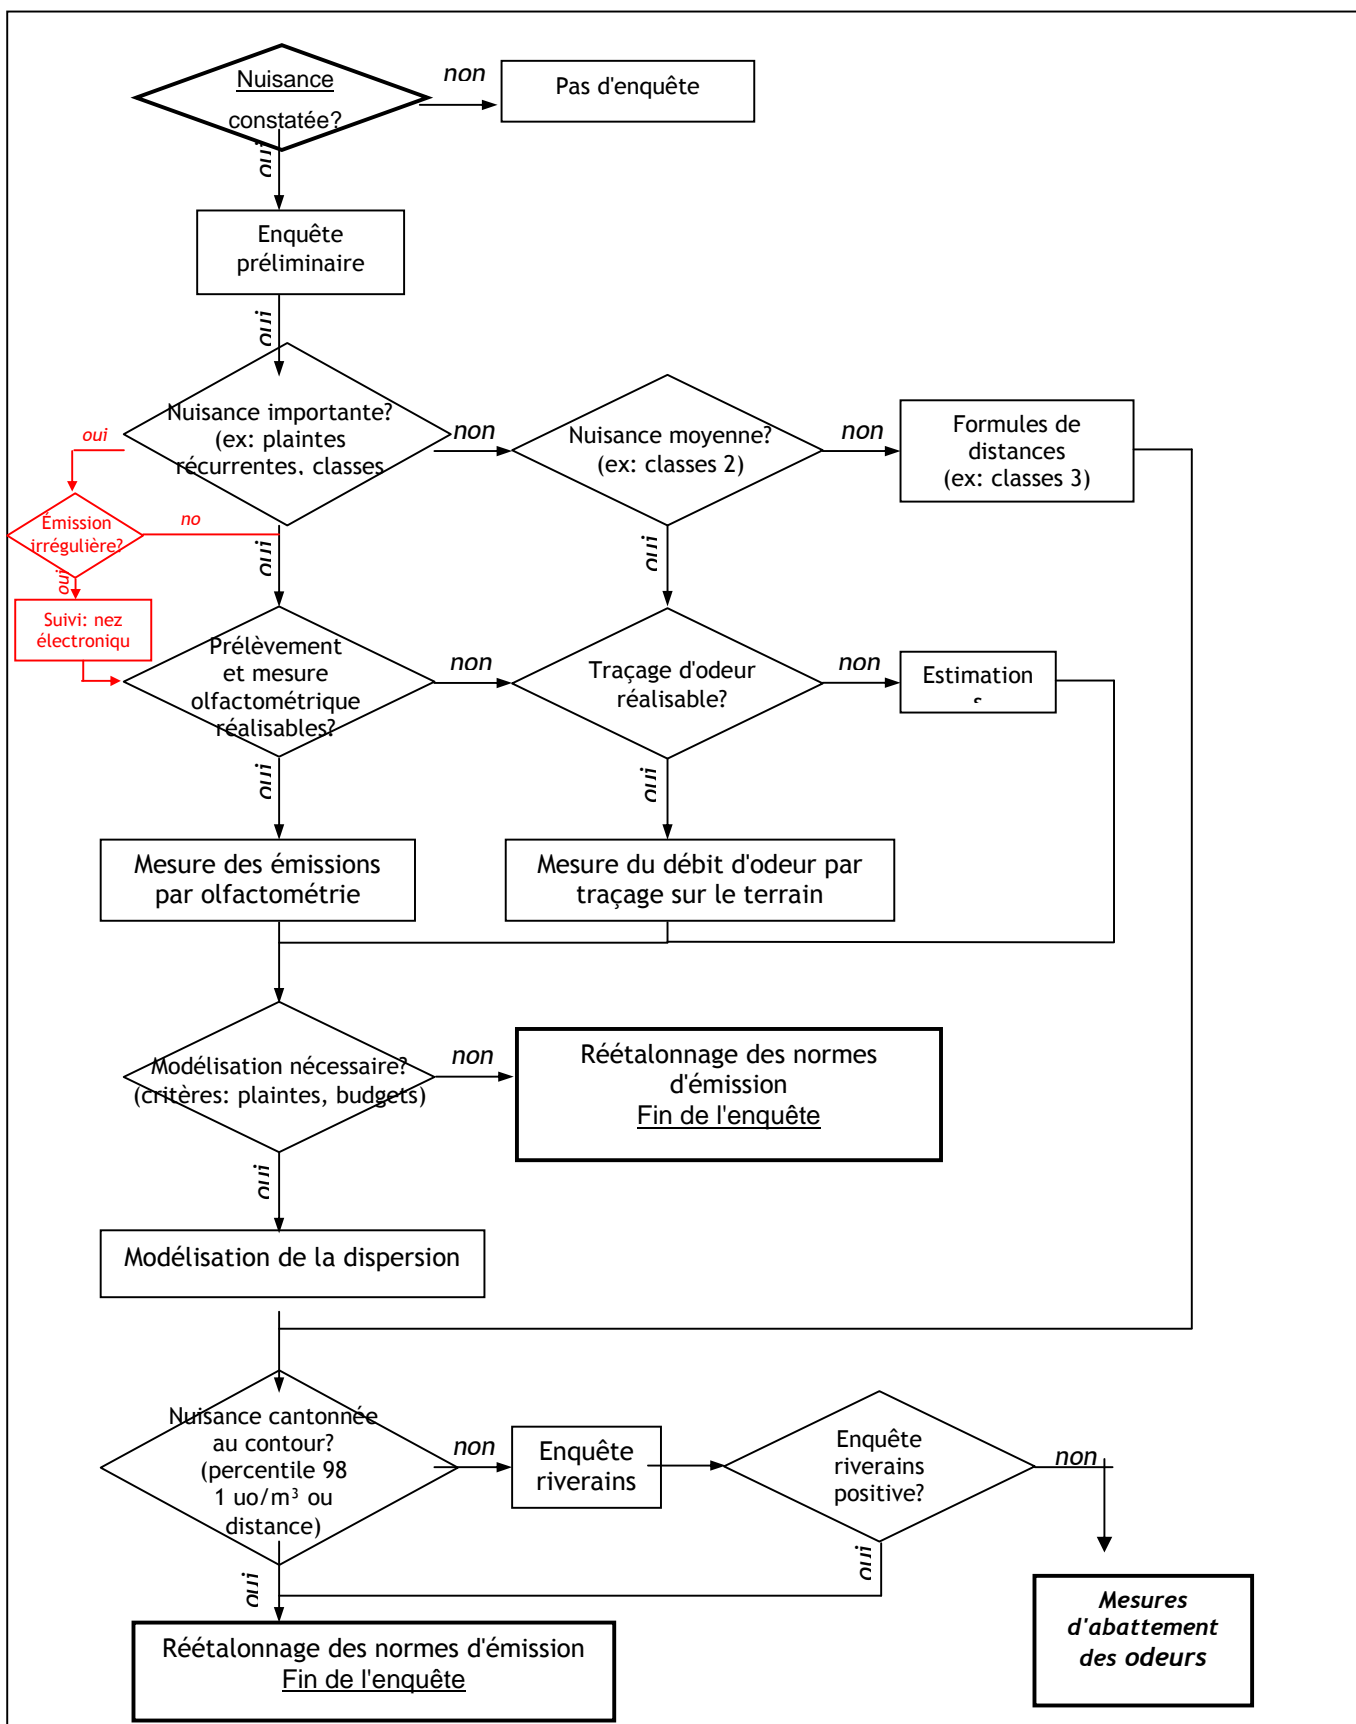 Nuisance
constatée?
non
Pas d'enquête
oui
Enquête
préliminaire
oui
Nuisance importante?
(ex: plaintes
récurrentes, classes
non
Nuisance moyenne?
(ex: classes 2)
non
Formules de
distances
(ex: classes 3)
oui
Émission
irrégulière?
no
oui
oui
oui
Suivi: nez
électroniqu
Prélèvement
et mesure
olfactométrique
réalisables?
non
Traçage d'odeur
réalisable?
non
Estimation
s
oui
oui
Mesure des émissions
par olfactométrie
Mesure du débit d'odeur par
traçage sur le terrain
Modélisation nécessaire?
(critères: plaintes, budgets)
non
Réétalonnage des normes
d'émission
Fin de l'enquête
oui
Modélisation de la dispersion
Nuisance cantonnée
au contour?
(percentile 98
1 uo/m³ ou
distance)
non
Enquête
riverains
Enquête
riverains
positive?
non
oui
oui
Réétalonnage des normes d'émission
Fin de l'enquête
Mesures
d'abattement
des odeurs